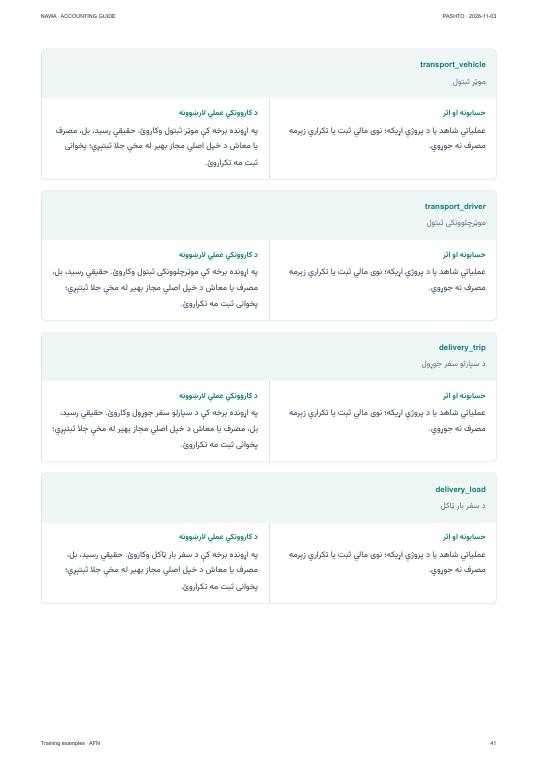 NAWA · ACCOUNTING GUIDE
PASHTO · 2026-11-03
transport_vehicle
موټر ثبتول
حسابونه او اثر
عملیاتي شاهد یا د پروژې اړیکه؛ نوی مالي ثبت یا تکراري زېرمه
مصرف نه جوړوي.
د کاروونکي عملي لارښوونه
په اړونده برخه کې موټر ثبتول وکاروئ. حقیقي رسید، بل، مصرف
یا معاش د خپل اصلي مجاز بهیر له مخې جلا ثبتېږي؛ پخوانی
ثبت مه تکراروئ.
transport_driver
موټرچلوونکی ثبتول
حسابونه او اثر
عملیاتي شاهد یا د پروژې اړیکه؛ نوی مالي ثبت یا تکراري زېرمه
مصرف نه جوړوي.
د کاروونکي عملي لارښوونه
په اړونده برخه کې موټرچلوونکی ثبتول وکاروئ. حقیقي رسید، بل،
مصرف یا معاش د خپل اصلي مجاز بهیر له مخې جلا ثبتېږي؛
پخوانی ثبت مه تکراروئ.
delivery_trip
د سپارلو سفر جوړول
حسابونه او اثر
عملیاتي شاهد یا د پروژې اړیکه؛ نوی مالي ثبت یا تکراري زېرمه
مصرف نه جوړوي.
د کاروونکي عملي لارښوونه
په اړونده برخه کې د سپارلو سفر جوړول وکاروئ. حقیقي رسید،
بل، مصرف یا معاش د خپل اصلي مجاز بهیر له مخې جلا ثبتېږي؛
پخوانی ثبت مه تکراروئ.
delivery_load
د سفر بار ټاکل
حسابونه او اثر
عملیاتي شاهد یا د پروژې اړیکه؛ نوی مالي ثبت یا تکراري زېرمه
مصرف نه جوړوي.
د کاروونکي عملي لارښوونه
په اړونده برخه کې د سفر بار ټاکل وکاروئ. حقیقي رسید، بل،
مصرف یا معاش د خپل اصلي مجاز بهیر له مخې جلا ثبتېږي؛
پخوانی ثبت مه تکراروئ.
Training examples · AFN
41